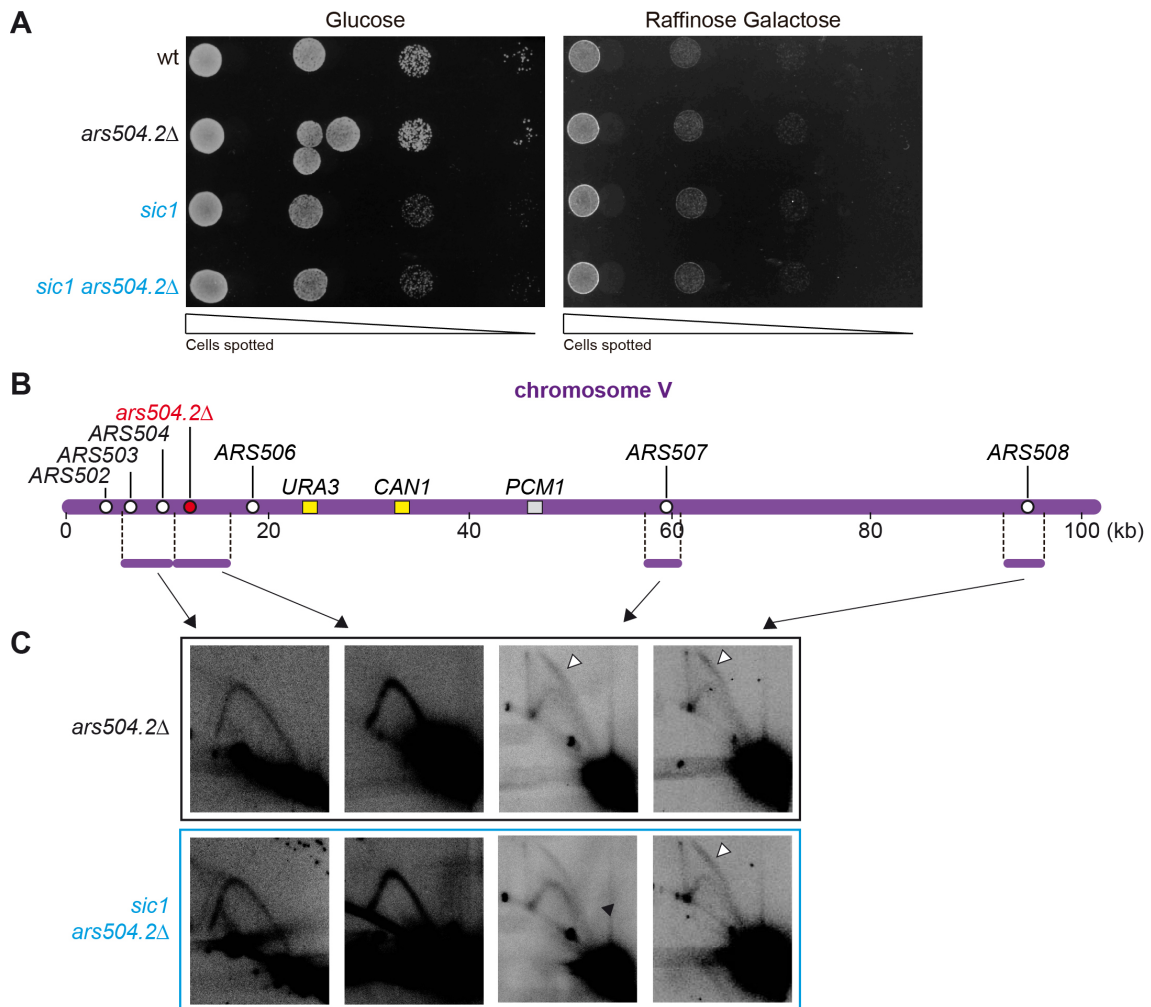 A
Glucose
Raffinose Galactose
wt
ars504.2Δ
sic1
sic1 ars504.2Δ
Cells spotted
Cells spotted
B
chromosome V
ars504.2Δ
ARS504
ARS503
ARS502
ARS506
URA3
CAN1
PCM1
ARS507
ARS508
0 20 40 60 80 100 (kb)
C
ars504.2Δ
sic1
ars504.2Δ